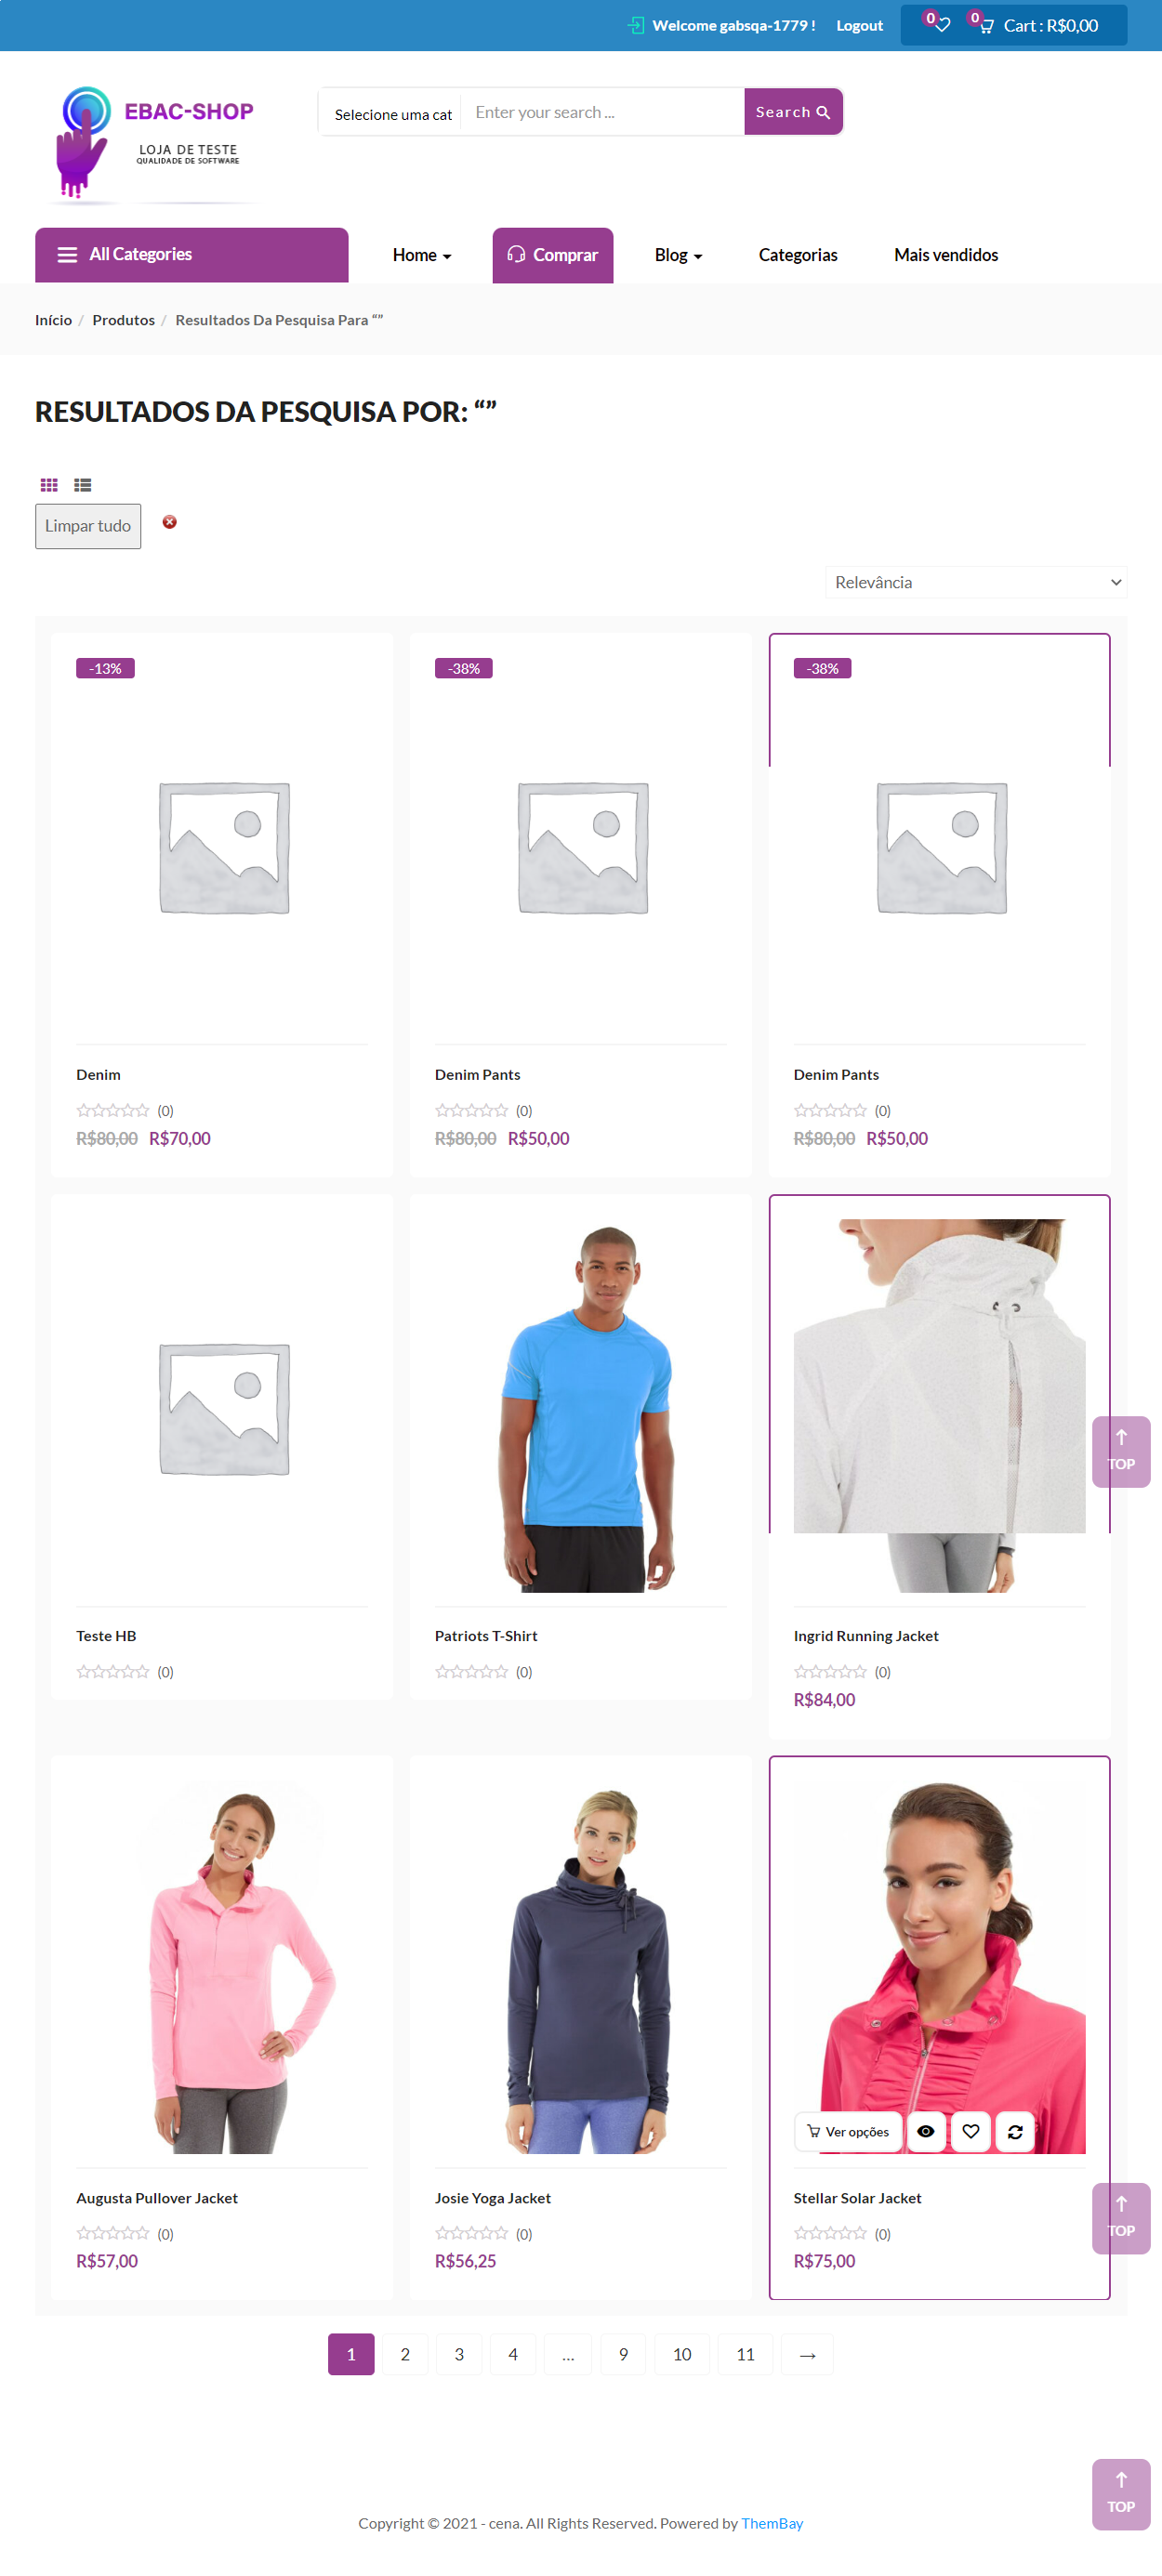 Welcome gabsqa-1779 ! Logout 0 0 Cart : R$0,00
EBAC-SHOP
LOJA DE TESTE
QUALIDADE DE SOFTWARE
Selecione uma cat Enter your search ... Search
All Categories Home Comprar Blog Categorias Mais vendidos
Início / Produtos / Resultados Da Pesquisa Para “”
RESULTADOS DA PESQUISA POR: “”
Limpar tudo
Relevância
-13% -38% -38%
Denim Denim Pants Denim Pants
(0) (0) (0)
R$80,00 R$70,00 R$80,00 R$50,00 R$80,00 R$50,00
TOP
Teste HB Patriots T-Shirt Ingrid Running Jacket
(0) (0) (0)
R$84,00
Ver opções
Augusta Pullover Jacket Josie Yoga Jacket Stellar Solar Jacket
TOP
(0) (0) (0)
R$57,00 R$56,25 R$75,00
1 2 3 4 ... 9 10 11 →
TOP
Copyright © 2021 - cena. All Rights Reserved. Powered by ThemBay